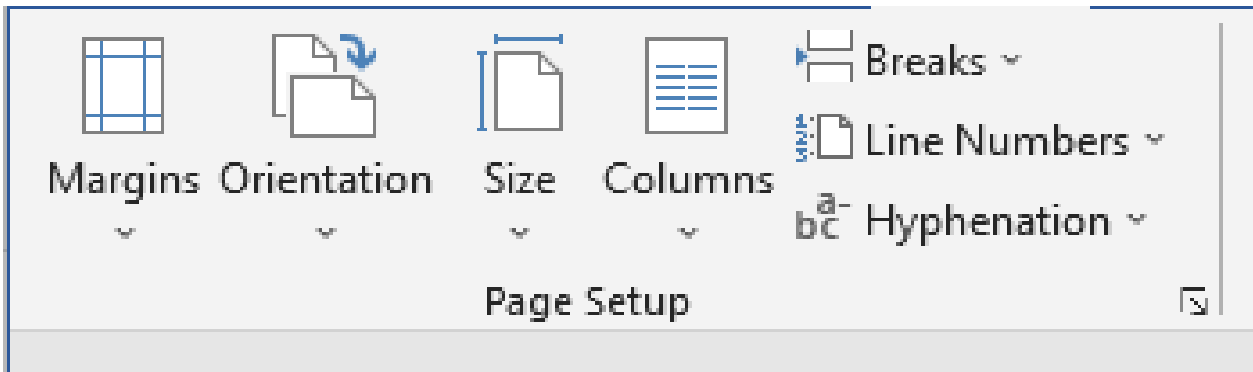 Margins
Orientation
Size
Columns
Breaks
Line Numbers
Hyphenation
Page Setup